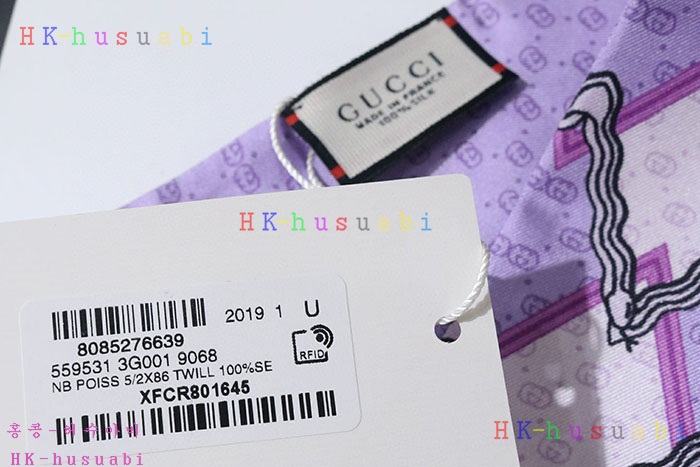 HK-husuabi
GUCCI
MADE IN FRANCE
100% SILK
HK-husuabi
2019 1 U
8085276639
RFID
559531 3G001 9068
NB POISS 5/2X86 TWILL 100%SE
XFCR801645
HK-husuabi
HK-husuabi